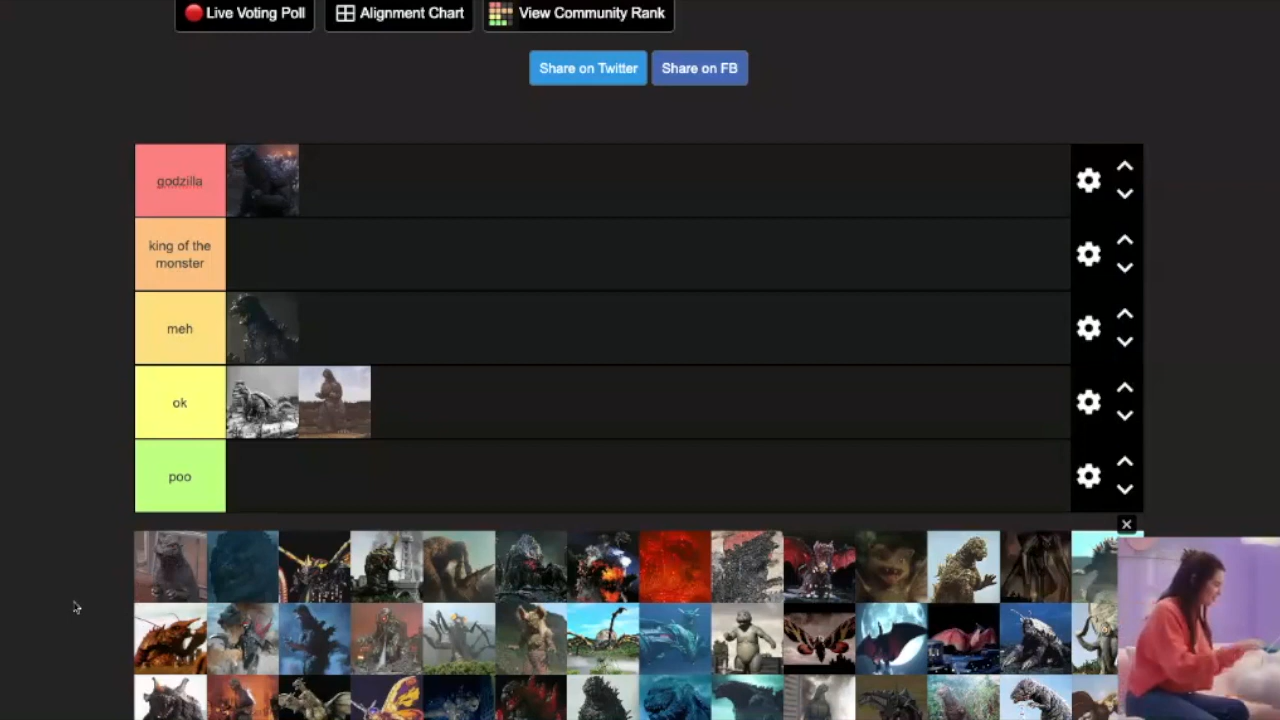 Live Voting Poll
Alignment Chart
View Community Rank
Share on Twitter
Share on FB
godzilla
king of the
monster
meh
ok
poo